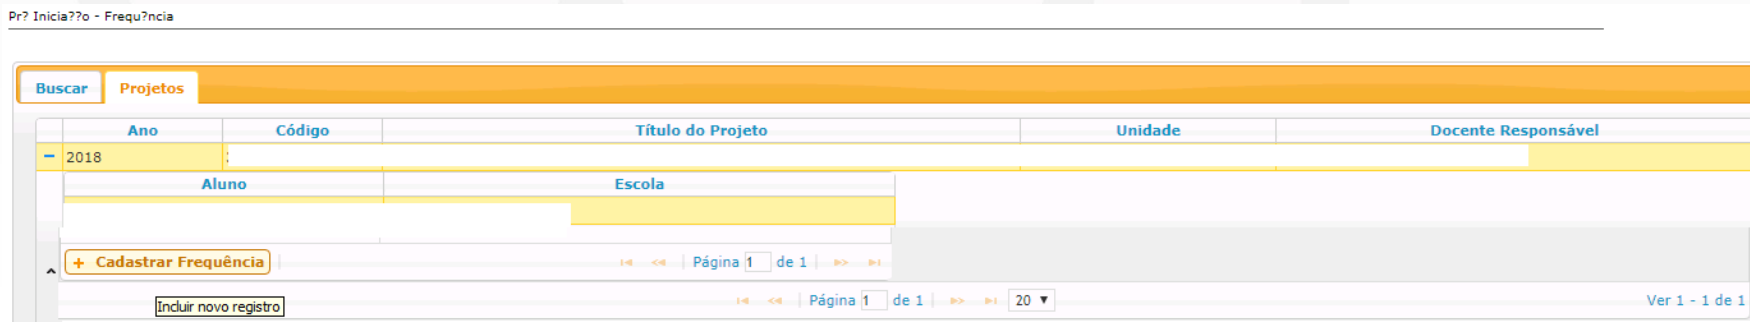 Pr? Inicia??o - Frequ?ncia
Buscar Projetos
Ano Código Título do Projeto Unidade Docente Responsável
2018
Aluno Escola
+ Cadastrar Frequência Página 1 de 1
Incluir novo registro
Página 1 de 1 20 Ver 1 - 1 de 1